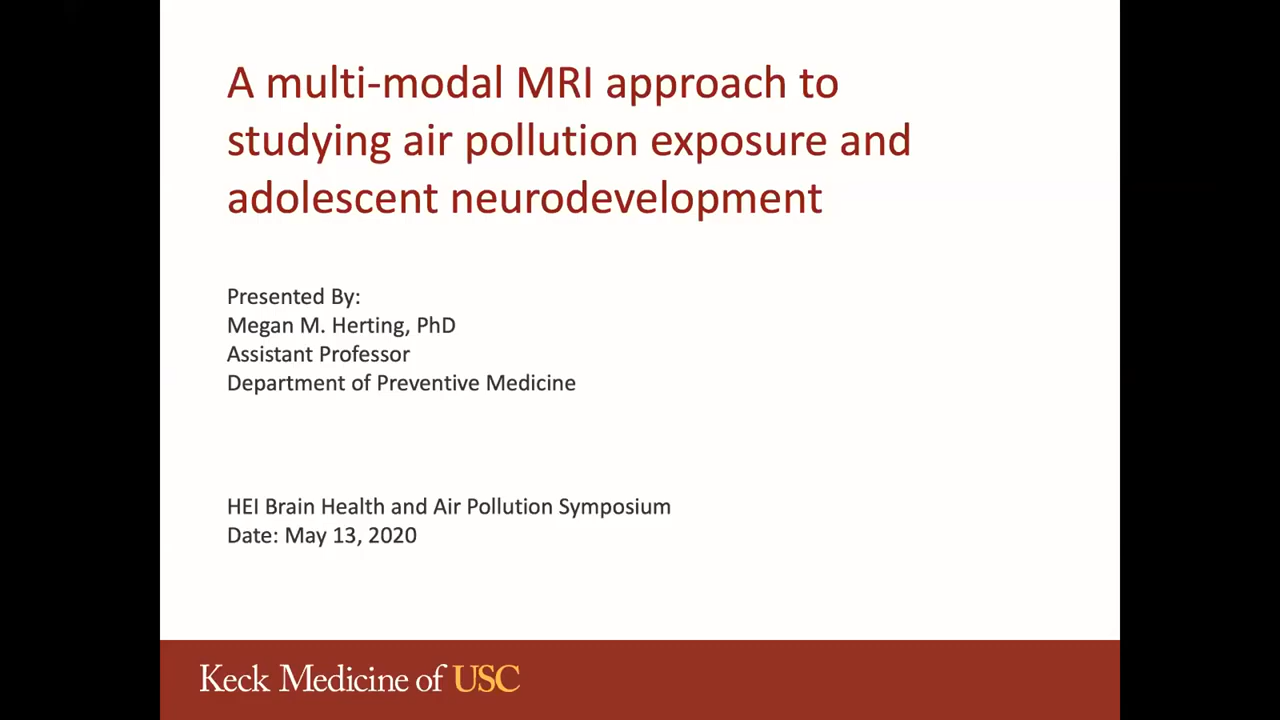 A multi-modal MRI approach to
studying air pollution exposure and
adolescent neurodevelopment
Presented By:
Megan M. Herting, PhD
Assistant Professor
Department of Preventive Medicine
HEI Brain Health and Air Pollution Symposium
Date: May 13, 2020
Keck Medicine of USC